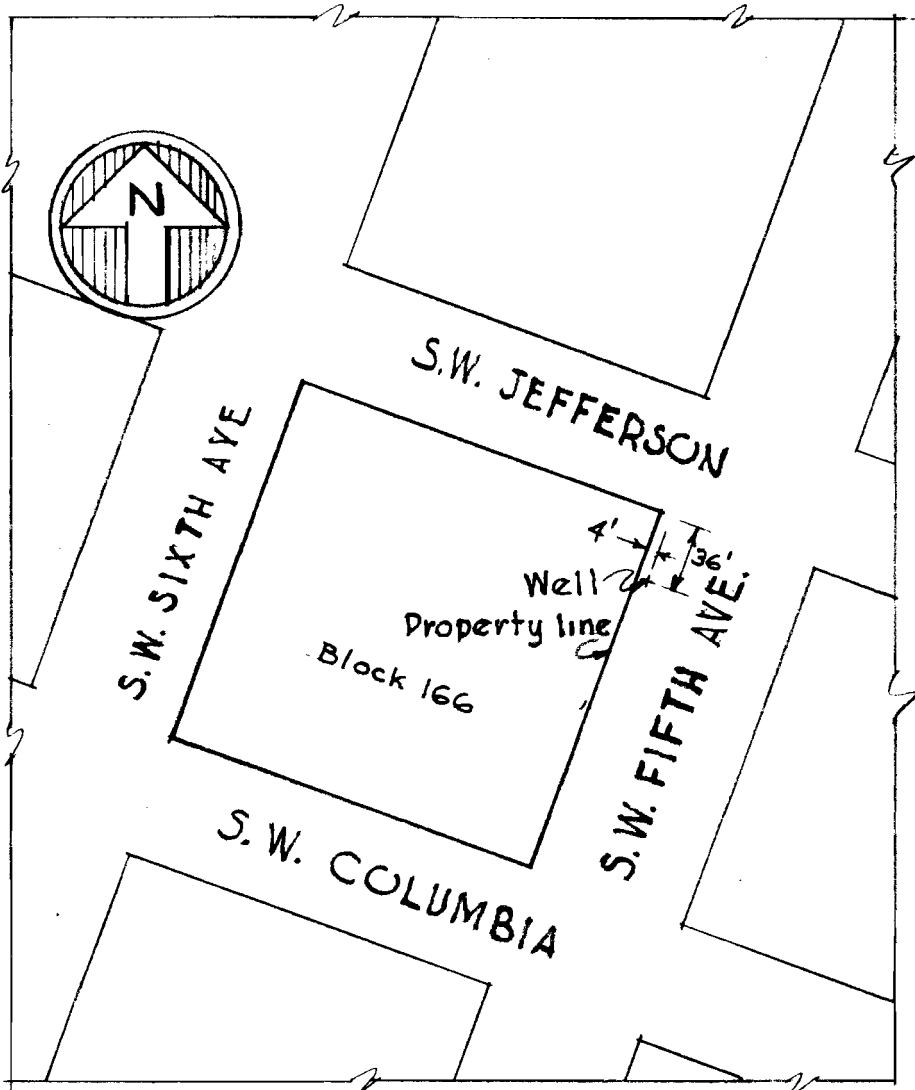 N
S.W. JEFFERSON
S.W. SIXTH AVE
4'
36'
Well
Property line
Block 166
S.W. FIFTH AVE.
S.W. COLUMBIA